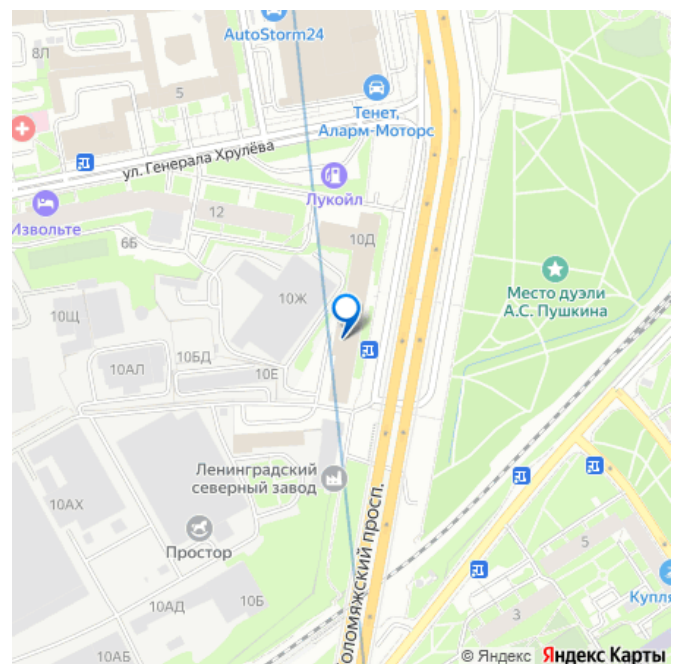 AutoStorm24
8Л
5
Тенет,
Аларм-Моторс
ул. Генерала Хрулёва
Лукойл
12
Извольте
6Б
10Д
10Ж
Место дуэли
А.С. Пушкина
10Щ
10БД
10АЛ
10Е
Ленинградский
северный завод
10АХ
Простор
5
Купля
10АД
10Б
3
оломяжский просп.
10АБ
© Яндекс Яндекс Карты